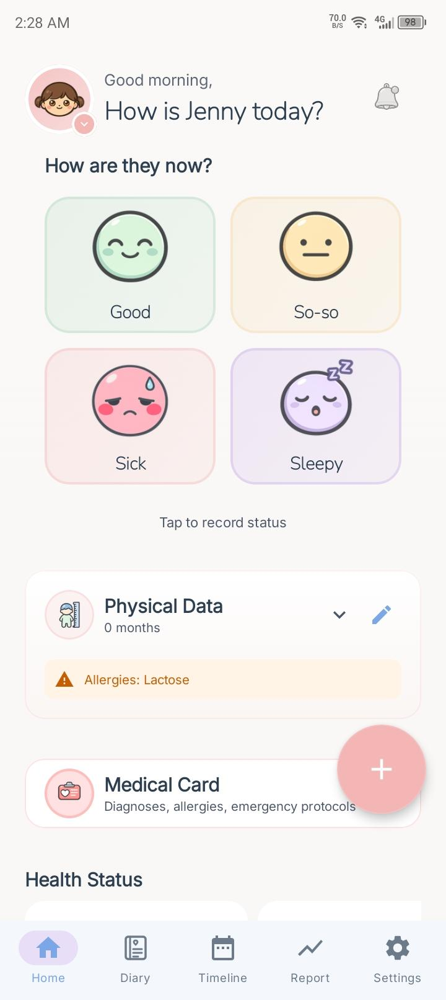 2:28 AM
70.0
B/S
4G
98
Good morning,
How is Jenny today?
How are they now?
Good
So-so
z z
Sick
Sleepy
Tap to record status
Physical Data
0 months
Allergies: Lactose
+
Medical Card
Diagnoses, allergies, emergency protocols
Health Status
Home
Diary
Timeline
Report
Settings